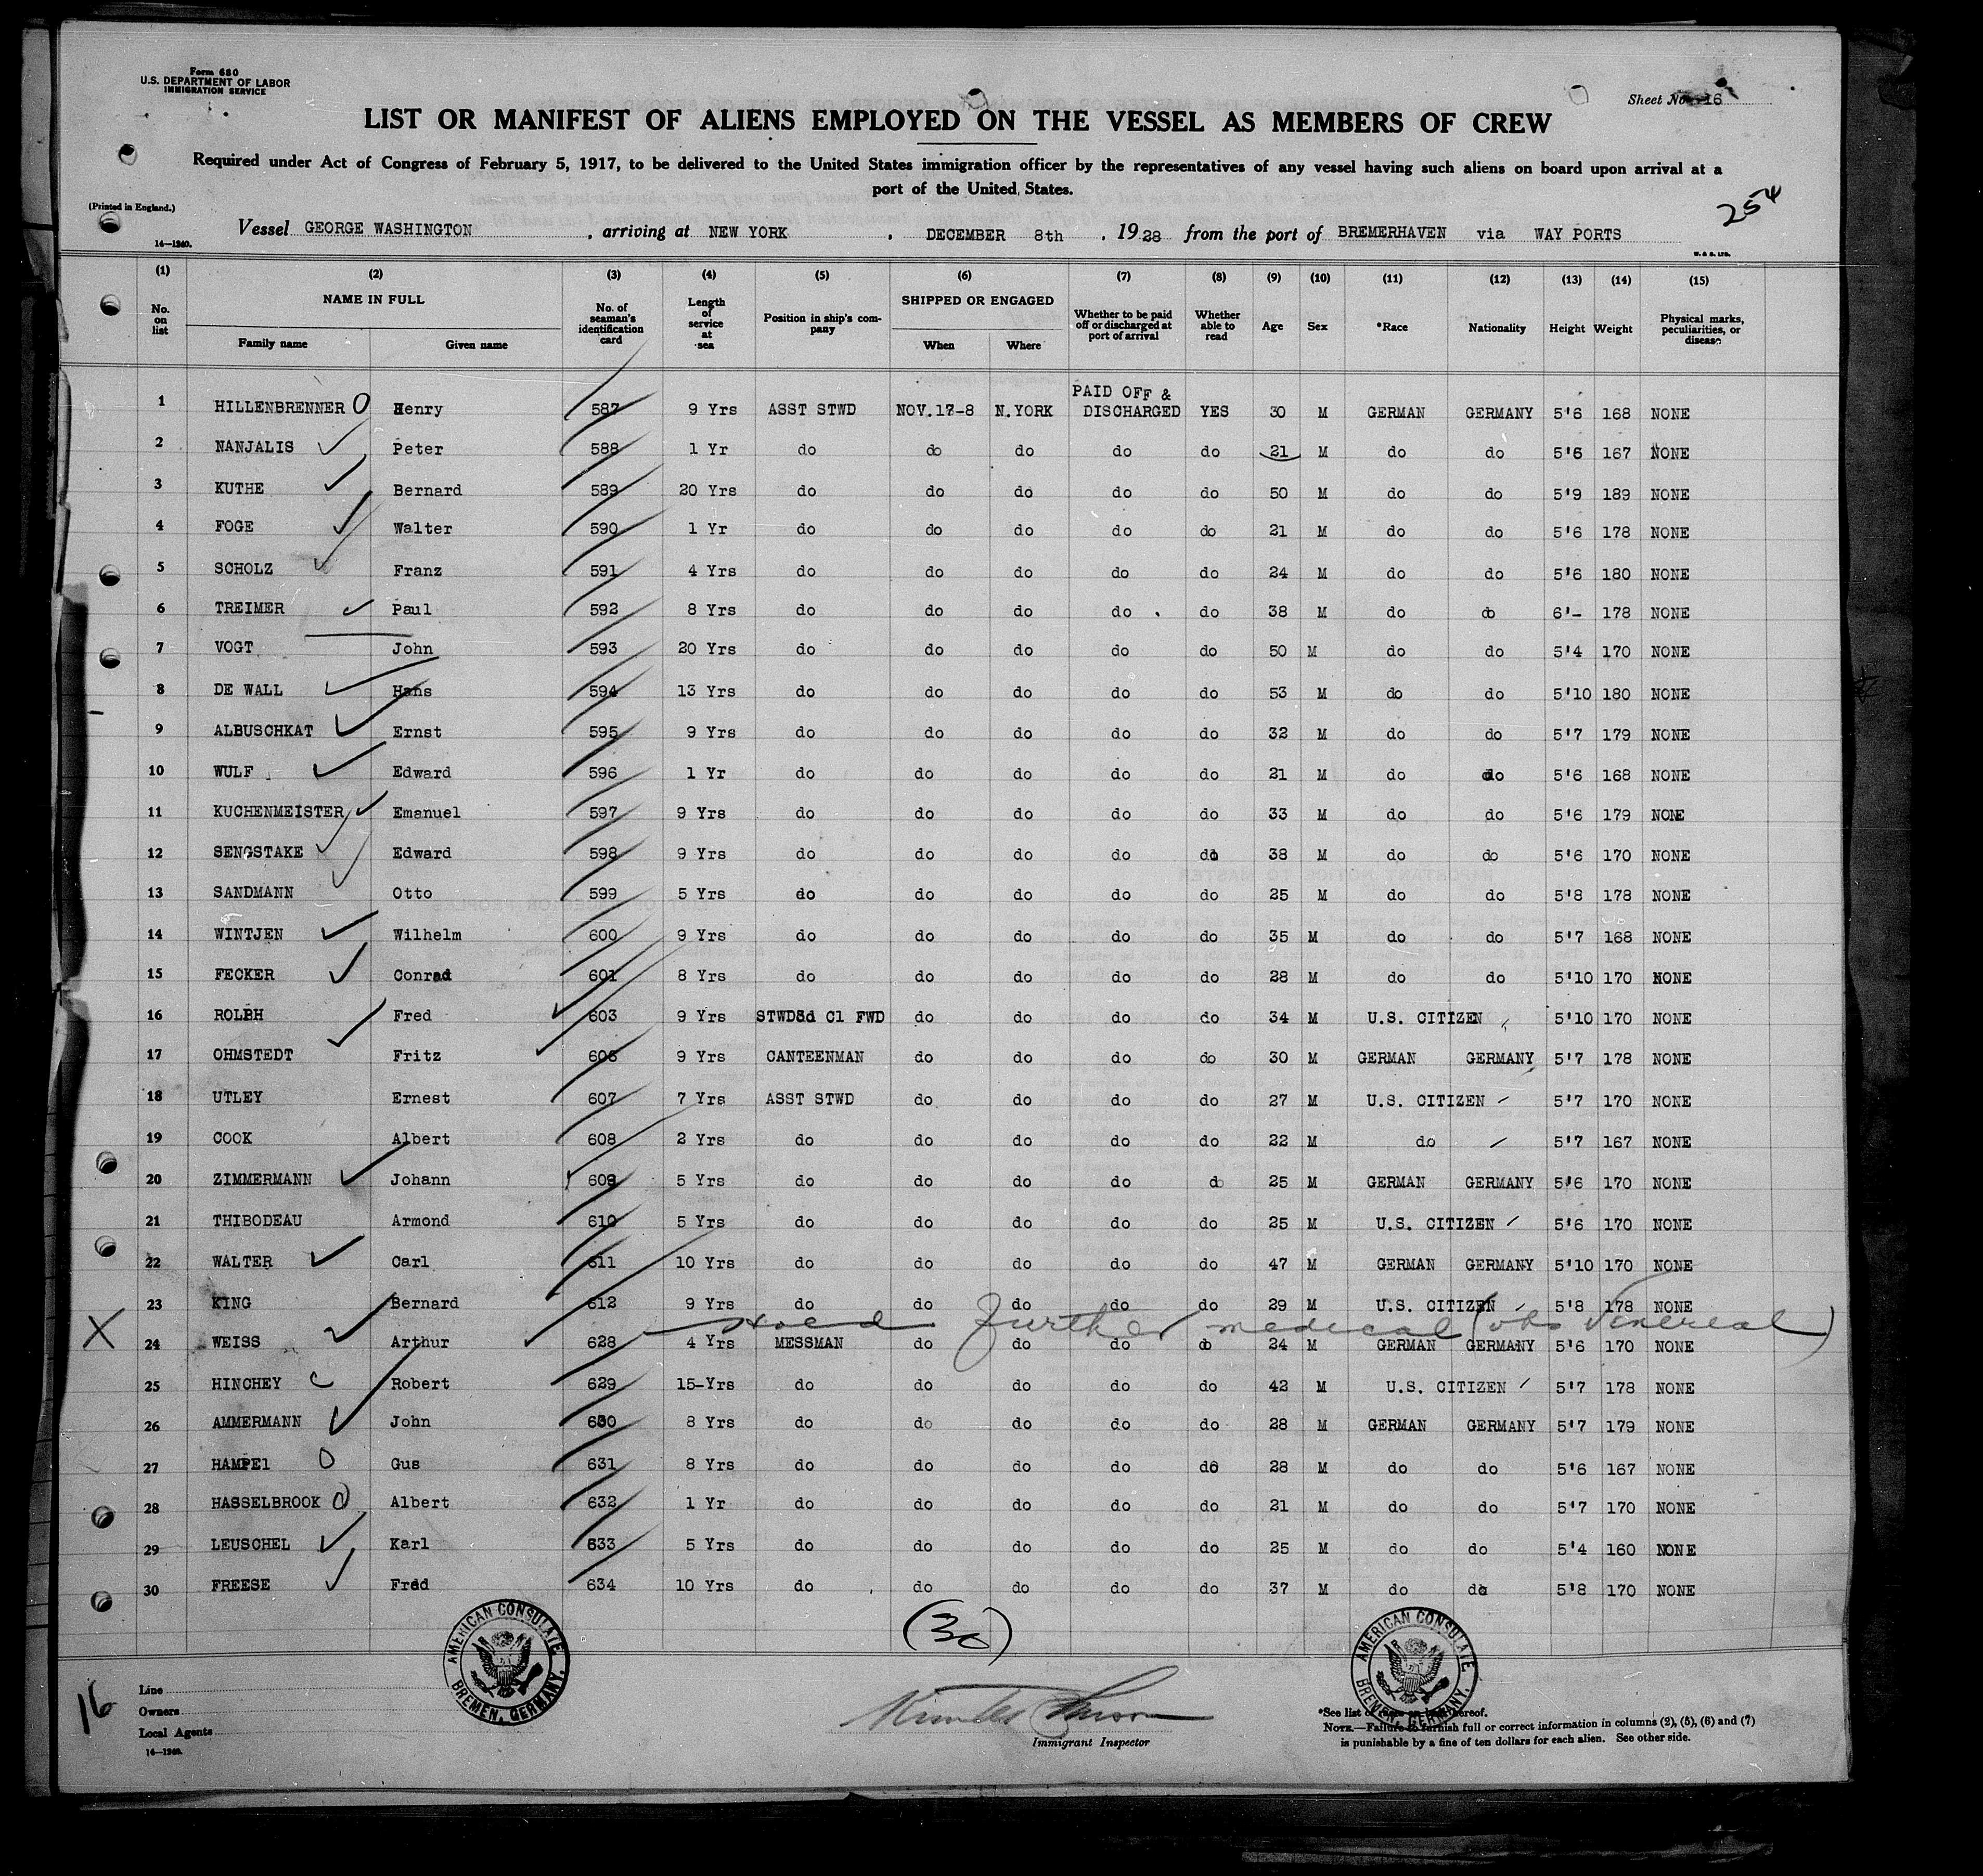 Form 680
U.S. DEPARTMENT OF LABOR
IMMIGRATION SERVICE
Sheet No. 16
LIST OR MANIFEST OF ALIENS EMPLOYED ON THE VESSEL AS MEMBERS OF CREW
Required under Act of Congress of February 5, 1917, to be delivered to the United States immigration officer by the representatives of any vessel having such aliens on board upon arrival at a
port of the United States.
(Printed in England.)
254
14—1240.
Vessel GEORGE WASHINGTON, arriving at NEW YORK, DECEMBER 8th, 1928 from the port of BREMERHAVEN via WAY PORTS
W. & S. LTD.
(1) (2) (3) (4) (5) (6) (7) (8) (9) (10) (11) (12) (13) (14) (15)
No. on list NAME IN FULL Family name Given name No. of seaman's identification card Length of service at sea Position in ship's company SHIPPED OR ENGAGED When Where Whether to be paid off or discharged at port of arrival Whether able to read Age Sex *Race Nationality Height Weight Physical marks, peculiarities, or disease
1 HILLENBRENNER Henry 587 9 Yrs ASST STWD NOV.17-8 N.YORK PAID OFF & DISCHARGED YES 30 M GERMAN GERMANY 5'6 168 NONE
2 NANJALIS Peter 588 1 Yr do do do do do 21 M do do 5'6 167 NONE
3 KUTHE Bernard 589 20 Yrs do do do do do 50 M do do 5'9 189 NONE
4 FOGE Walter 590 1 Yr do do do do do 21 M do do 5'6 178 NONE
5 SCHOLZ Franz 591 4 Yrs do do do do do 24 M do do 5'6 180 NONE
6 TREIMER Paul 592 8 Yrs do do do do do 38 M do do 6'- 178 NONE
7 VOGT John 593 20 Yrs do do do do do 50 M do do 5'4 170 NONE
8 DE WALL Hans 594 13 Yrs do do do do do 53 M do do 5'10 180 NONE
9 ALBUSCHKAT Ernst 595 9 Yrs do do do do do 32 M do do 5'7 179 NONE
10 WULF Edward 596 1 Yr do do do do do 21 M do do 5'6 168 NONE
11 KUCHENMEISTER Emanuel 597 9 Yrs do do do do do 33 M do do 5'6 179 NONE
12 SENGSTAKE Edward 598 9 Yrs do do do do do 38 M do do 5'6 170 NONE
13 SANDMANN Otto 599 5 Yrs do do do do do 25 M do do 5'8 178 NONE
14 WINTJEN Wilhelm 600 9 Yrs do do do do do 35 M do do 5'7 168 NONE
15 FECKER Conrad 601 8 Yrs do do do do do 28 M do do 5'10 170 NONE
16 ROLBH Fred 603 9 Yrs STWD3d Cl FWD do do do do 34 M U.S. CITIZEN 5'10 170 NONE
17 OHMSTEDT Fritz 606 9 Yrs CANTEENMAN do do do do 30 M GERMAN GERMANY 5'7 178 NONE
18 UTLEY Ernest 607 7 Yrs ASST STWD do do do do 27 M U.S. CITIZEN 5'7 170 NONE
19 COOK Albert 608 2 Yrs do do do do do 22 M do 5'7 167 NONE
20 ZIMMERMANN Johann 609 5 Yrs do do do do do 25 M GERMAN GERMANY 5'6 170 NONE
21 THIBODEAU Armond 610 5 Yrs do do do do do 25 M U.S. CITIZEN 5'6 170 NONE
22 WALTER Carl 611 10 Yrs do do do do do 47 M GERMAN GERMANY 5'10 170 NONE
23 KING Bernard 612 9 Yrs do do do do do 29 M U.S. CITIZEN 5'8 178 NONE
further medical (obs Venereal)
X 24 WEISS Arthur 628 4 Yrs MESSMAN do do do do 24 M GERMAN GERMANY 5'6 170 NONE
25 HINCHEY Robert 629 15-Yrs do do do do do 42 M U.S. CITIZEN 5'7 178 NONE
26 AMMERMANN John 630 8 Yrs do do do do do 28 M GERMAN GERMANY 5'7 179 NONE
27 HAMPEl Gus 631 8 Yrs do do do do do 28 M do do 5'6 167 NONE
28 HASSELBROOK Albert 632 1 Yr do do do do do 21 M do do 5'7 170 NONE
29 LEUSCHEL Karl 633 5 Yrs do do do do do 25 M do do 5'4 160 NONE
30 FREESE Fred 634 10 Yrs do do do do do 37 M do do 5'8 170 NONE
(30)
AMERICAN CONSULATE BREMEN, GERMANY.
AMERICAN CONSULATE BREMEN, GERMANY.
16
Line
Owners
Local Agents
14—1240.
Immigrant Inspector
*See list of races on back hereof.
NOTE.—Failure to furnish full or correct information in columns (2), (5), (6) and (7)
is punishable by a fine of ten dollars for each alien. See other side.